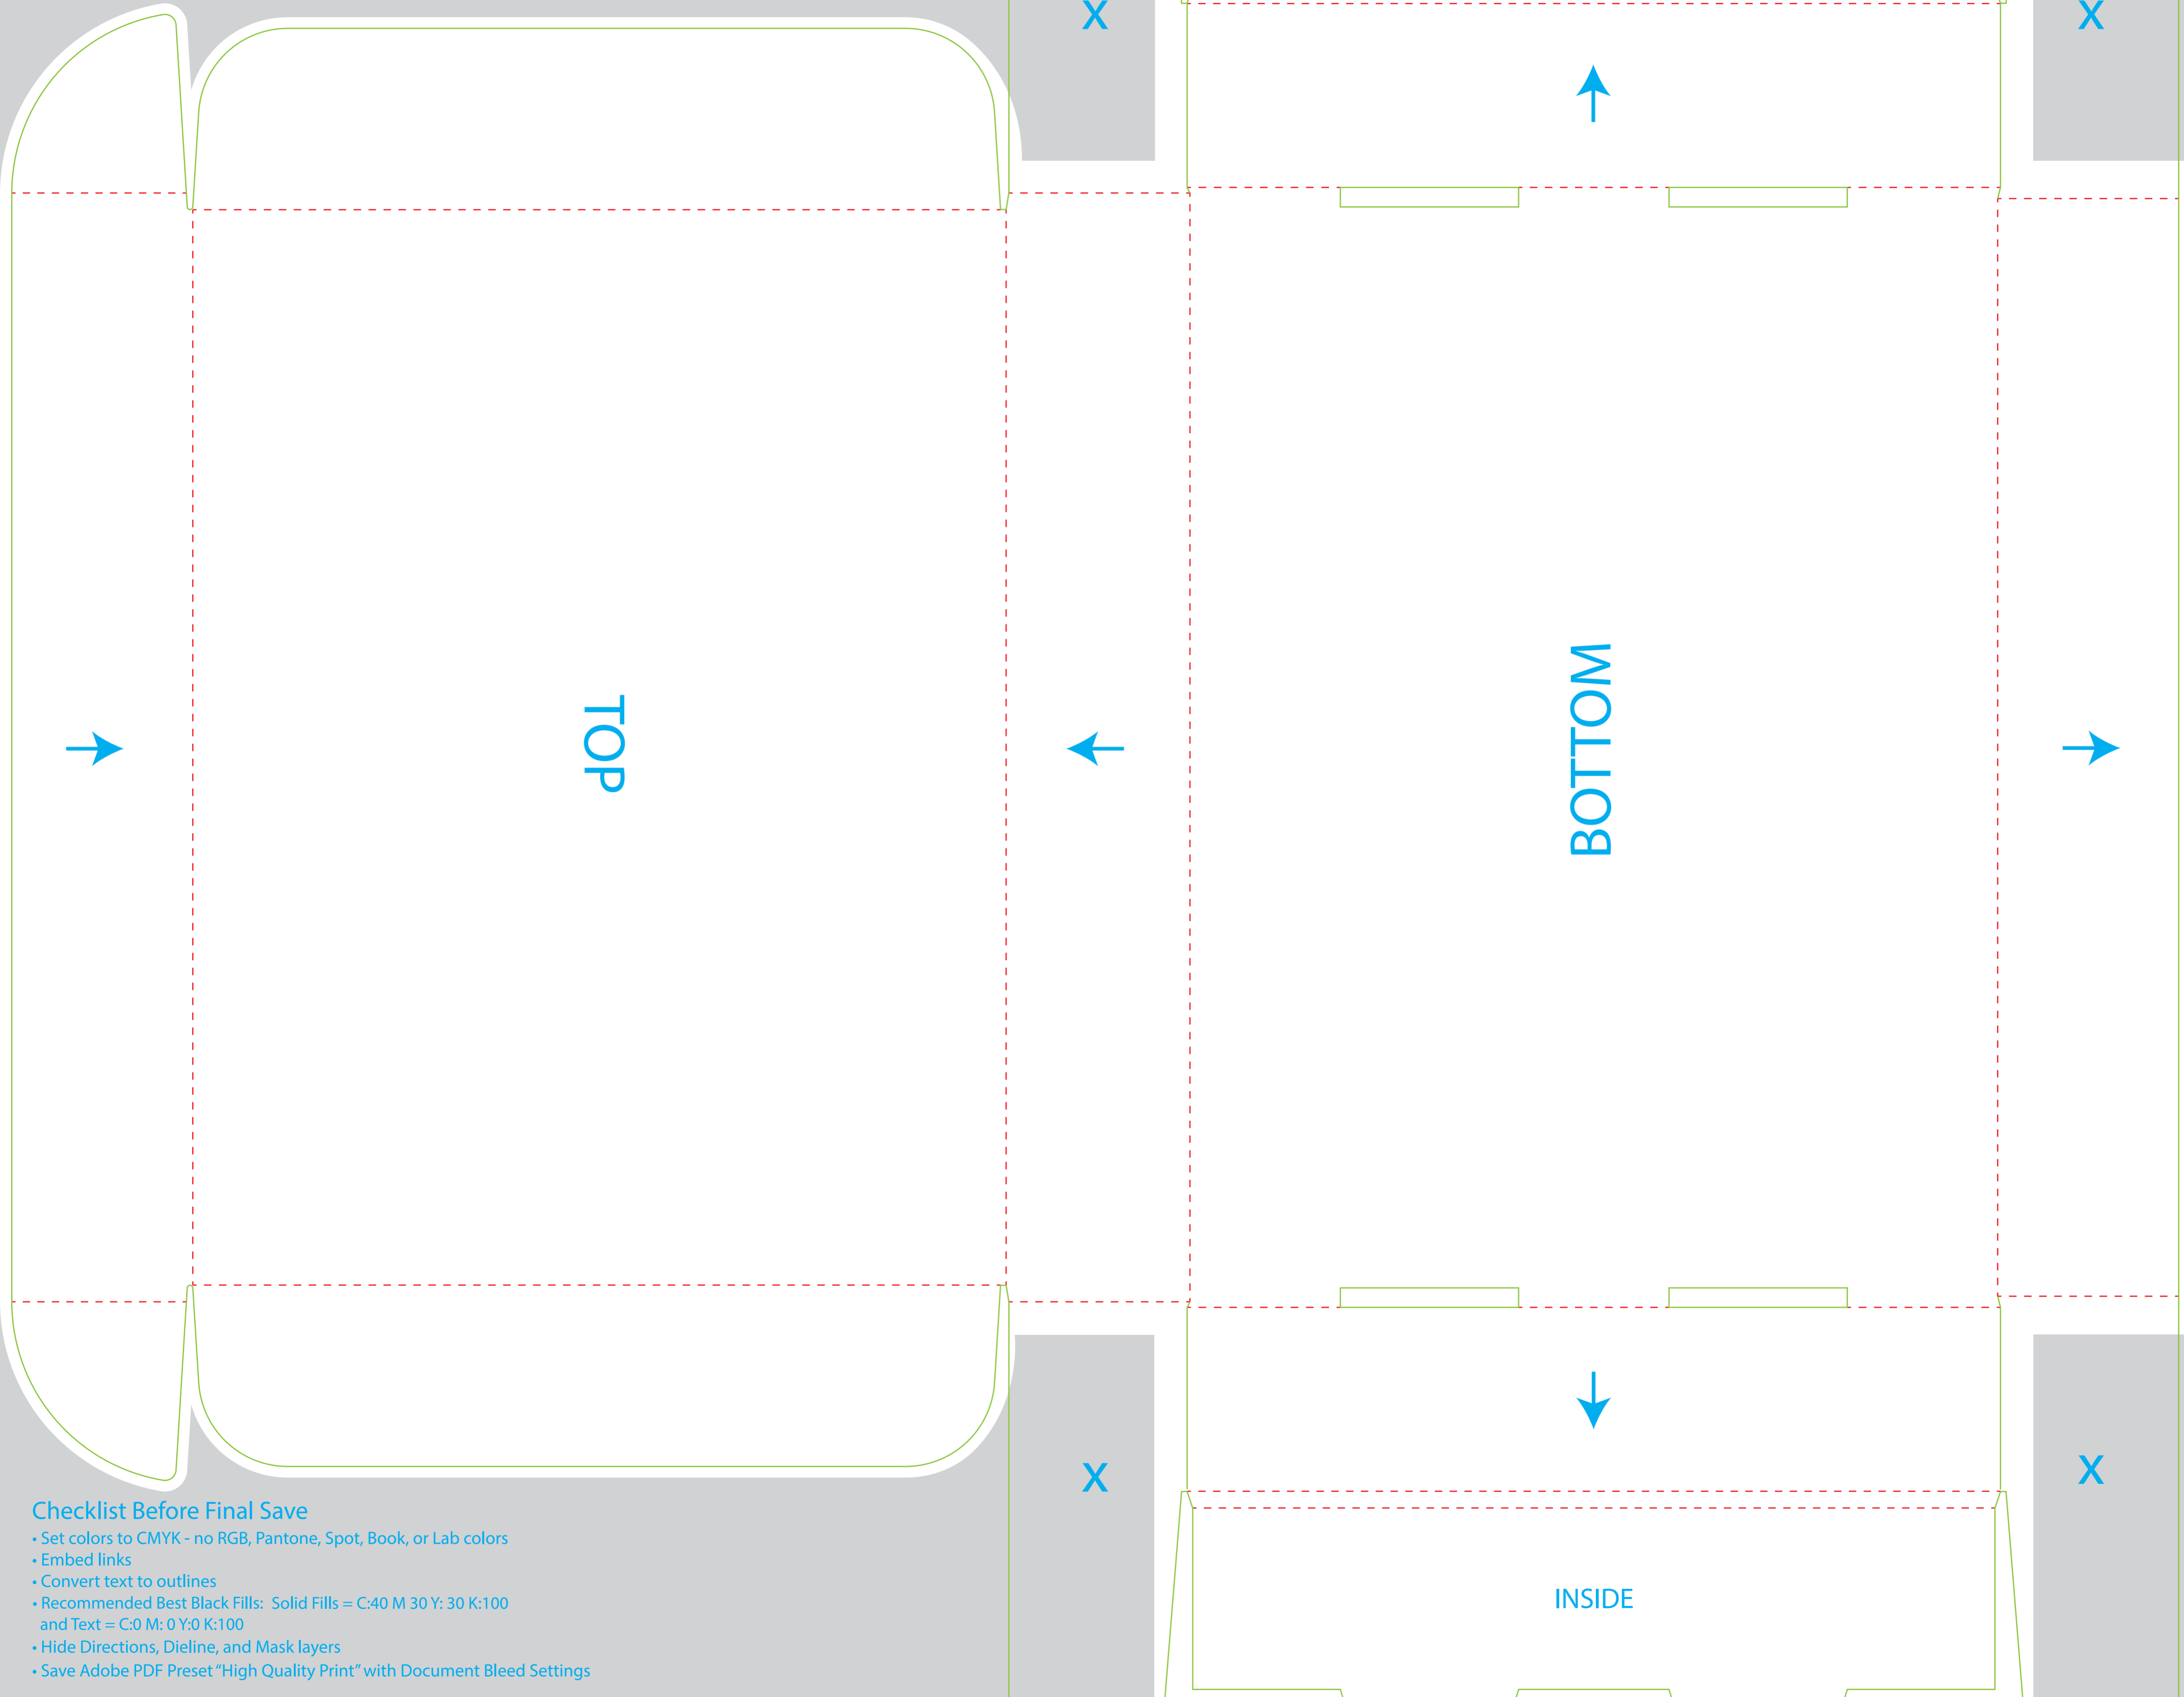 X
X
TOP
BOTTOM
X
X
INSIDE
Checklist Before Final Save
• Set colors to CMYK - no RGB, Pantone, Spot, Book, or Lab colors
• Embed links
• Convert text to outlines
• Recommended Best Black Fills:  Solid Fills = C:40 M 30 Y: 30 K:100
and Text = C:0 M: 0 Y:0 K:100
• Hide Directions, Dieline, and Mask layers
• Save Adobe PDF Preset “High Quality Print” with Document Bleed Settings